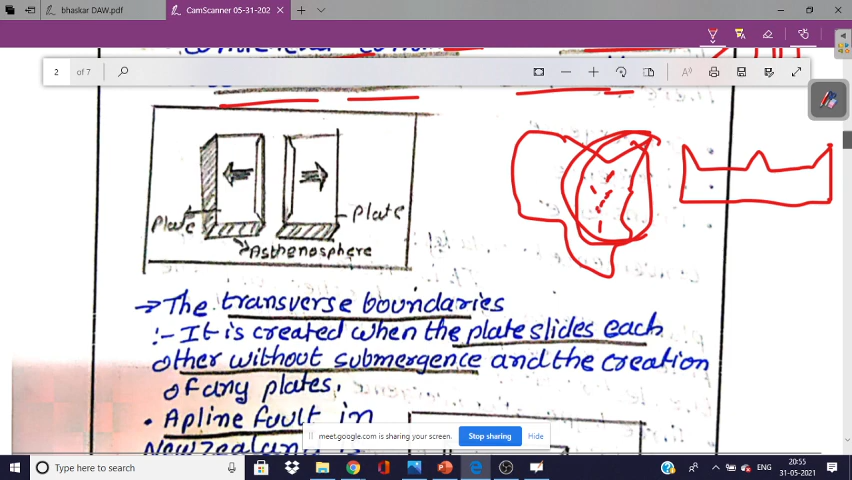 bhaskar DAW.pdf
CamScanner 05-31-202
2 of 7
Plate
Plate
Asthenosphere
→ The transverse boundaries
:- It is created when the plate slides each
other without submergence and the creation
of any plates.
• Apline fault in
Newzealand is
meet.google.com is sharing your screen. Stop sharing Hide
Type here to search
ENG
20:55
31-05-2021